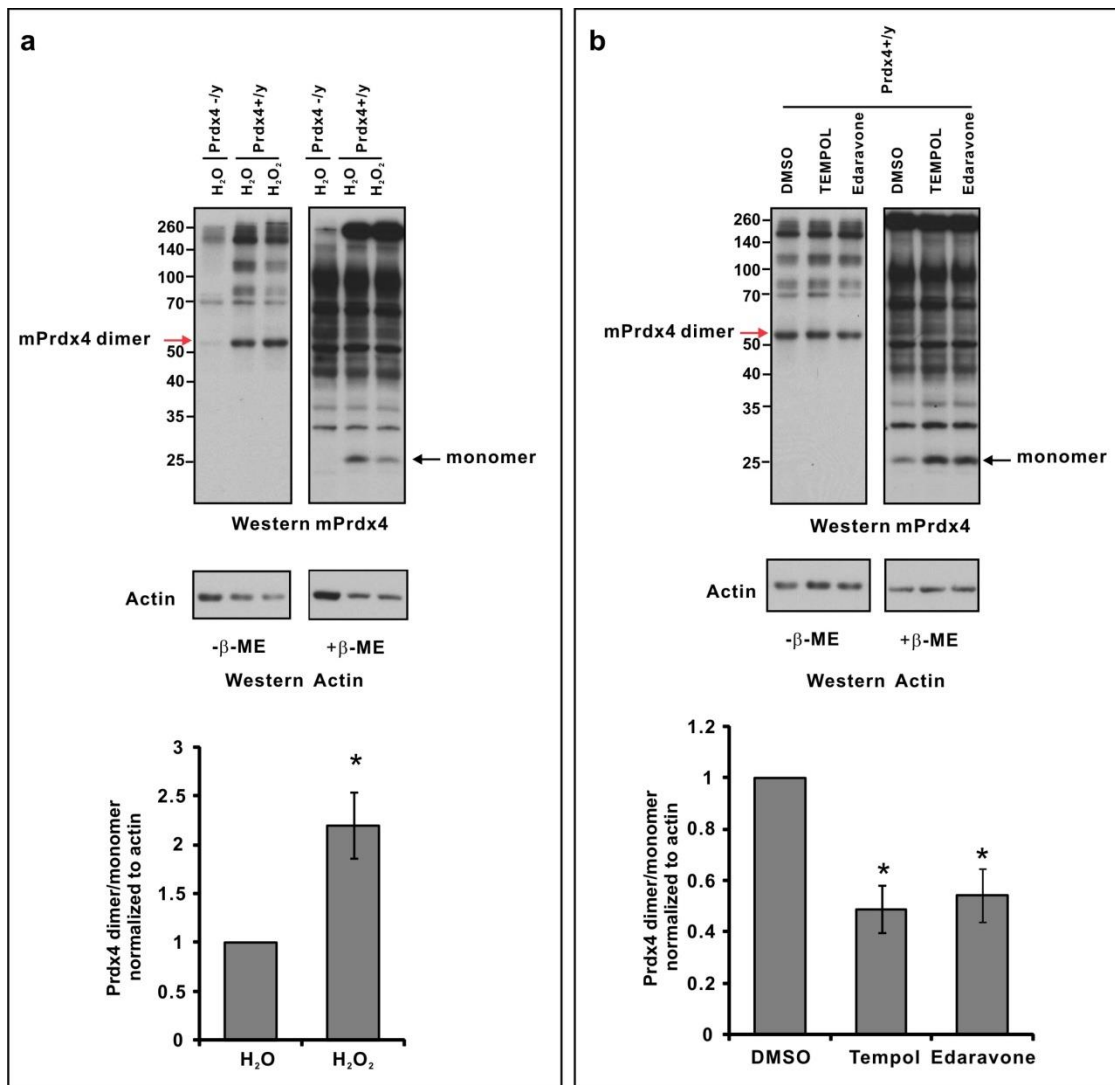 a
Prdx4 -/y
Prdx4+/y
Prdx4 -/y
Prdx4+/y
H₂O
H₂O
H₂O₂
H₂O
H₂O
H₂O₂
260
140
100
70
mPrdx4 dimer
50
40
35
25
monomer
Western mPrdx4
Actin
-β-ME
+β-ME
Western Actin
Prdx4 dimer/monomer
normalized to actin
3
2.5
2
1.5
1
0.5
0
*
H₂O
H₂O₂
b
Prdx4+/y
DMSO
TEMPOL
Edaravone
DMSO
TEMPOL
Edaravone
260
140
100
70
mPrdx4 dimer
50
40
35
25
monomer
Western mPrdx4
Actin
-β-ME
+β-ME
Western Actin
Prdx4 dimer/monomer
normalized to actin
1.2
1
0.8
0.6
0.4
0.2
0
*
*
DMSO
Tempol
Edaravone